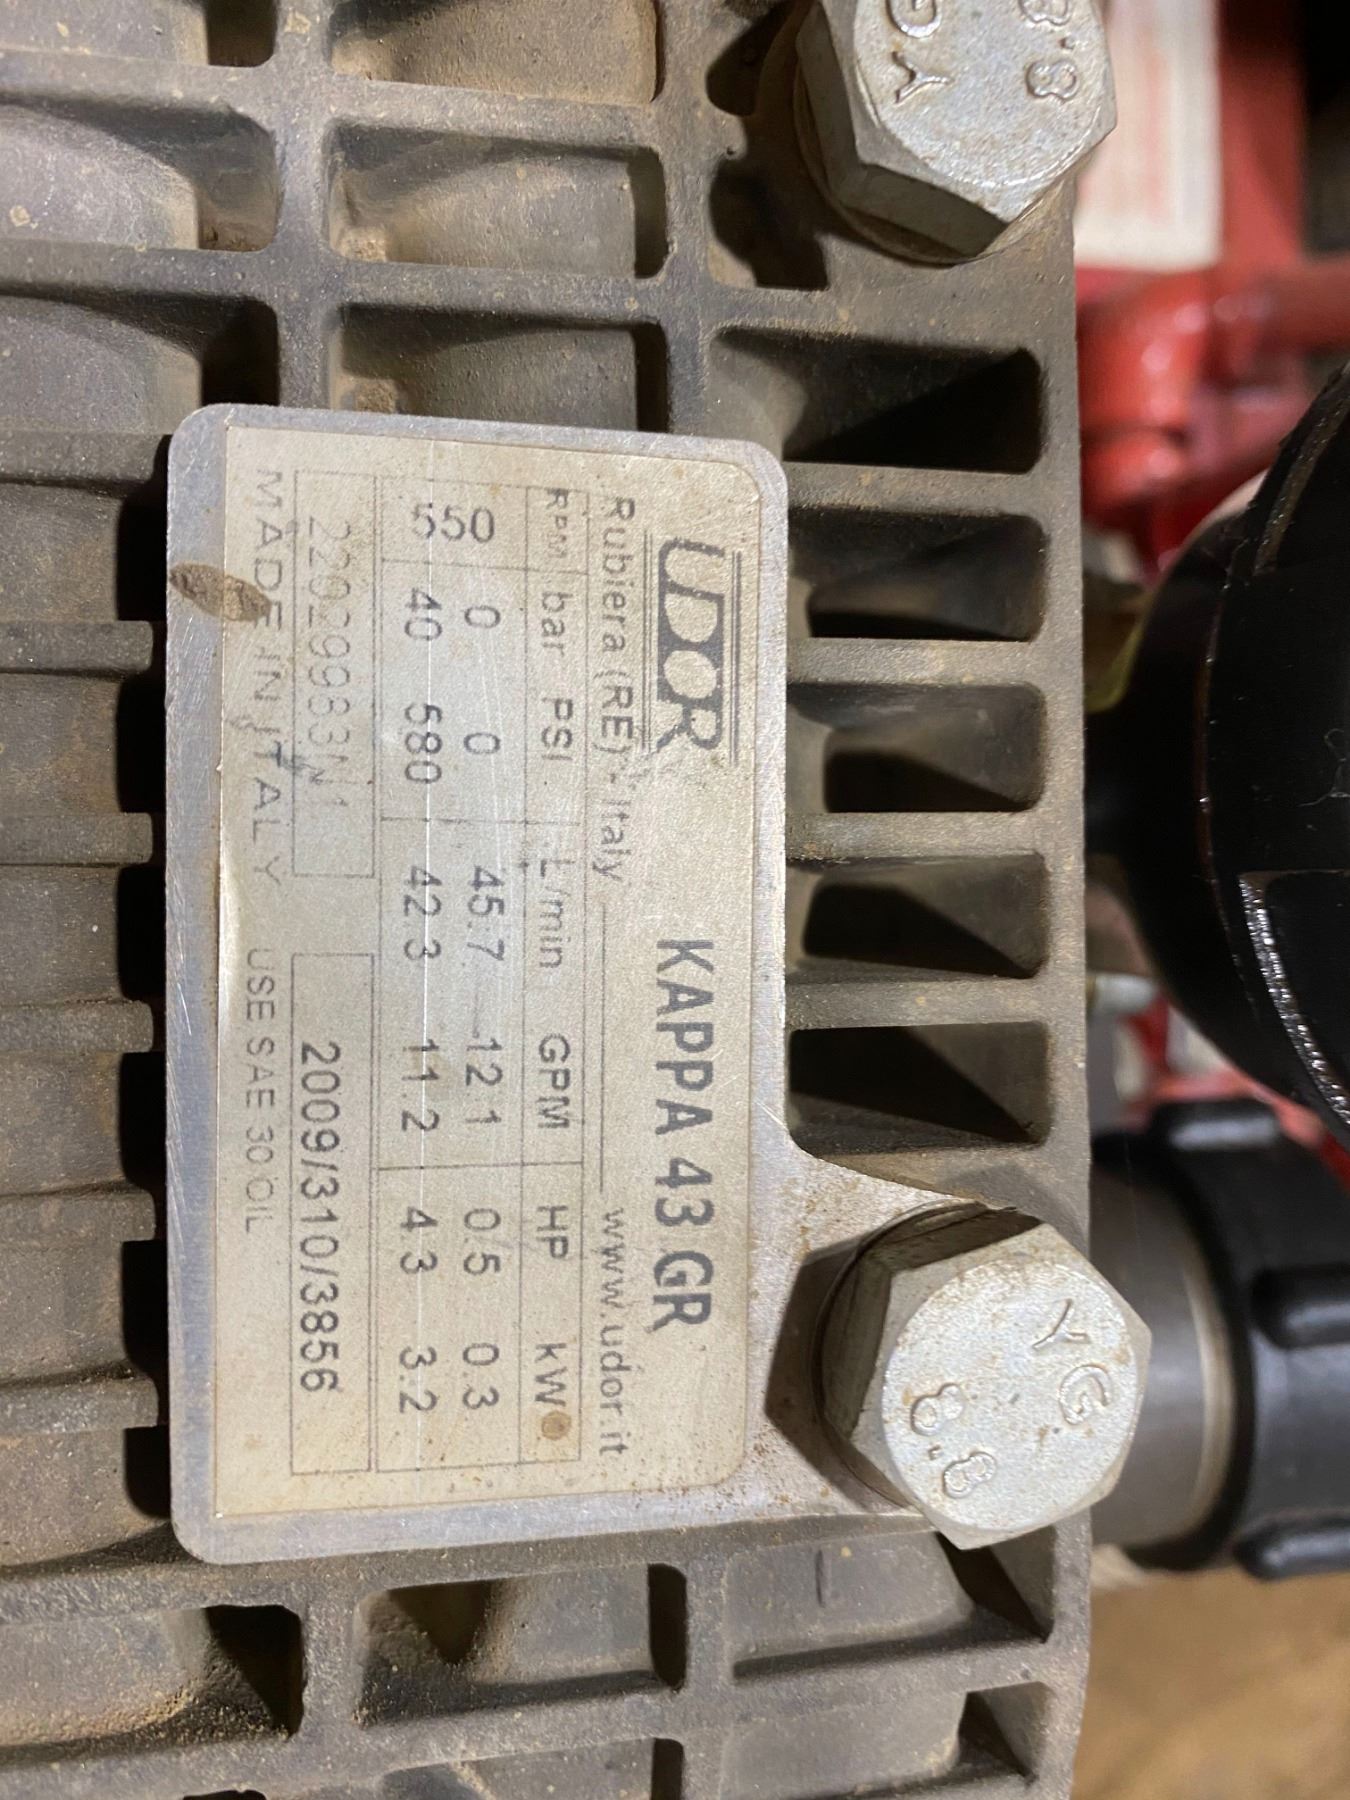 UDOR
KAPPA 43 GR
Rubiera (RE) - Italy
www.udor.it
RPM bar PSI L/min GPM HP kW
550 0 0 45.7 12.1 0.5 0.3
40 580 42.3 11.2 4.3 3.2
2009/310/3856
MADE IN ITALY USE SAE 30 OIL
YG
8.8
YG
8.8